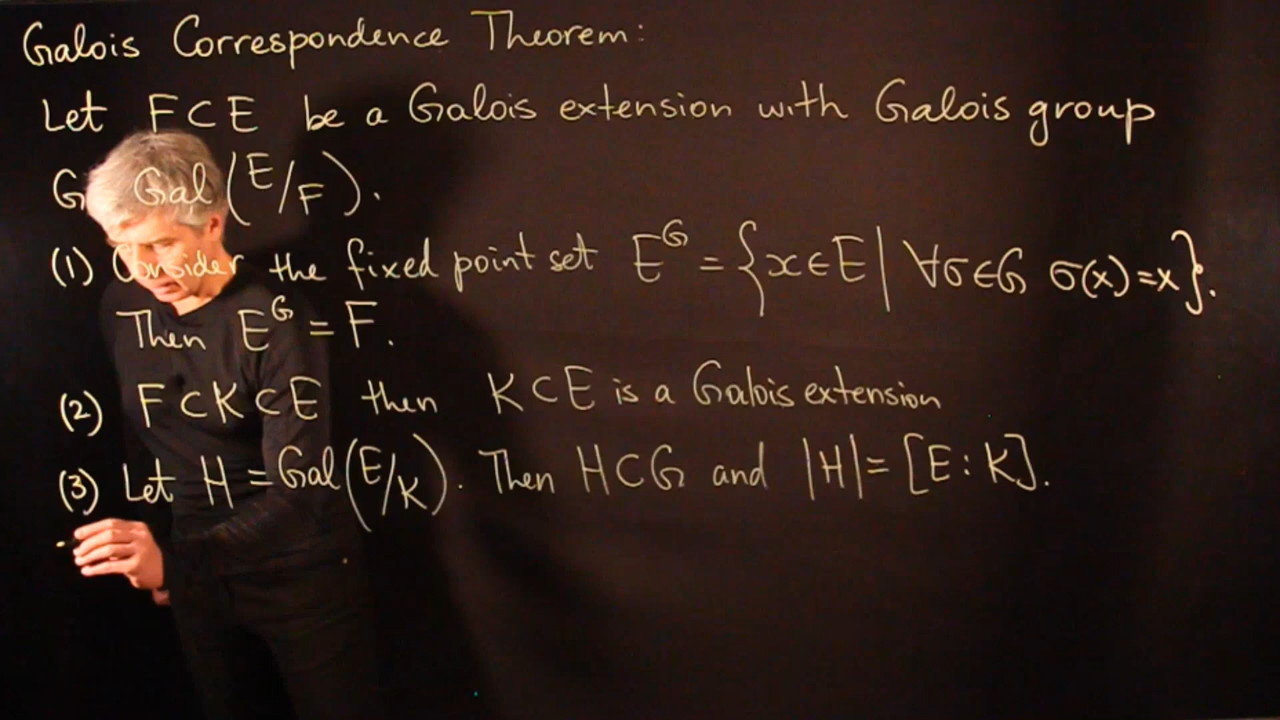 Galois Correspondence Theorem:
Let F ⊂ E be a Galois extension with Galois group
G Gal(E/F).
(1) Consider the fixed point set E^G = {x∈E | ∀σ∈G σ(x)=x}.
Then E^G = F.
(2) F⊂K⊂E then K⊂E is a Galois extension
(3) Let H = Gal(E/K). Then H⊂G and |H| = [E:K].